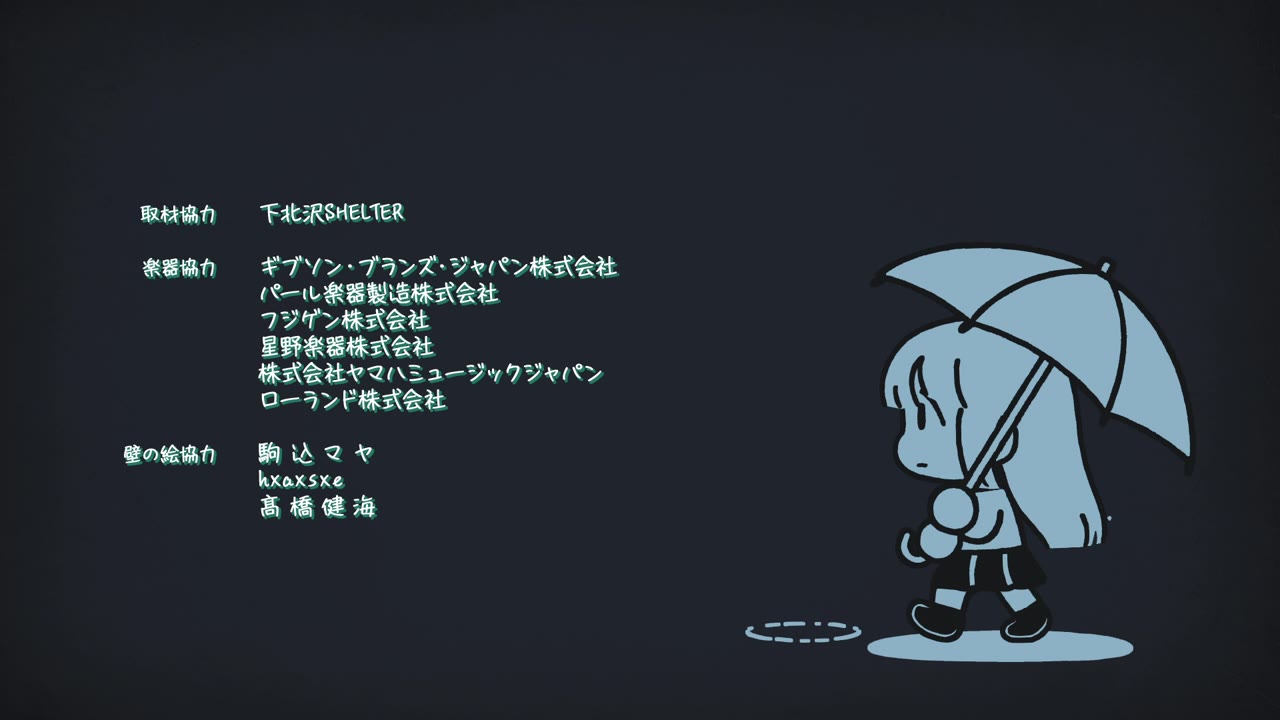 取材協力 下北沢SHELTER
楽器協力 ギブソン・ブランズ・ジャパン株式会社
パール楽器製造株式会社
フジゲン株式会社
星野楽器株式会社
株式会社ヤマハミュージックジャパン
ローランド株式会社
壁の絵協力 駒込マヤ
hxaxsxe
髙橋健海